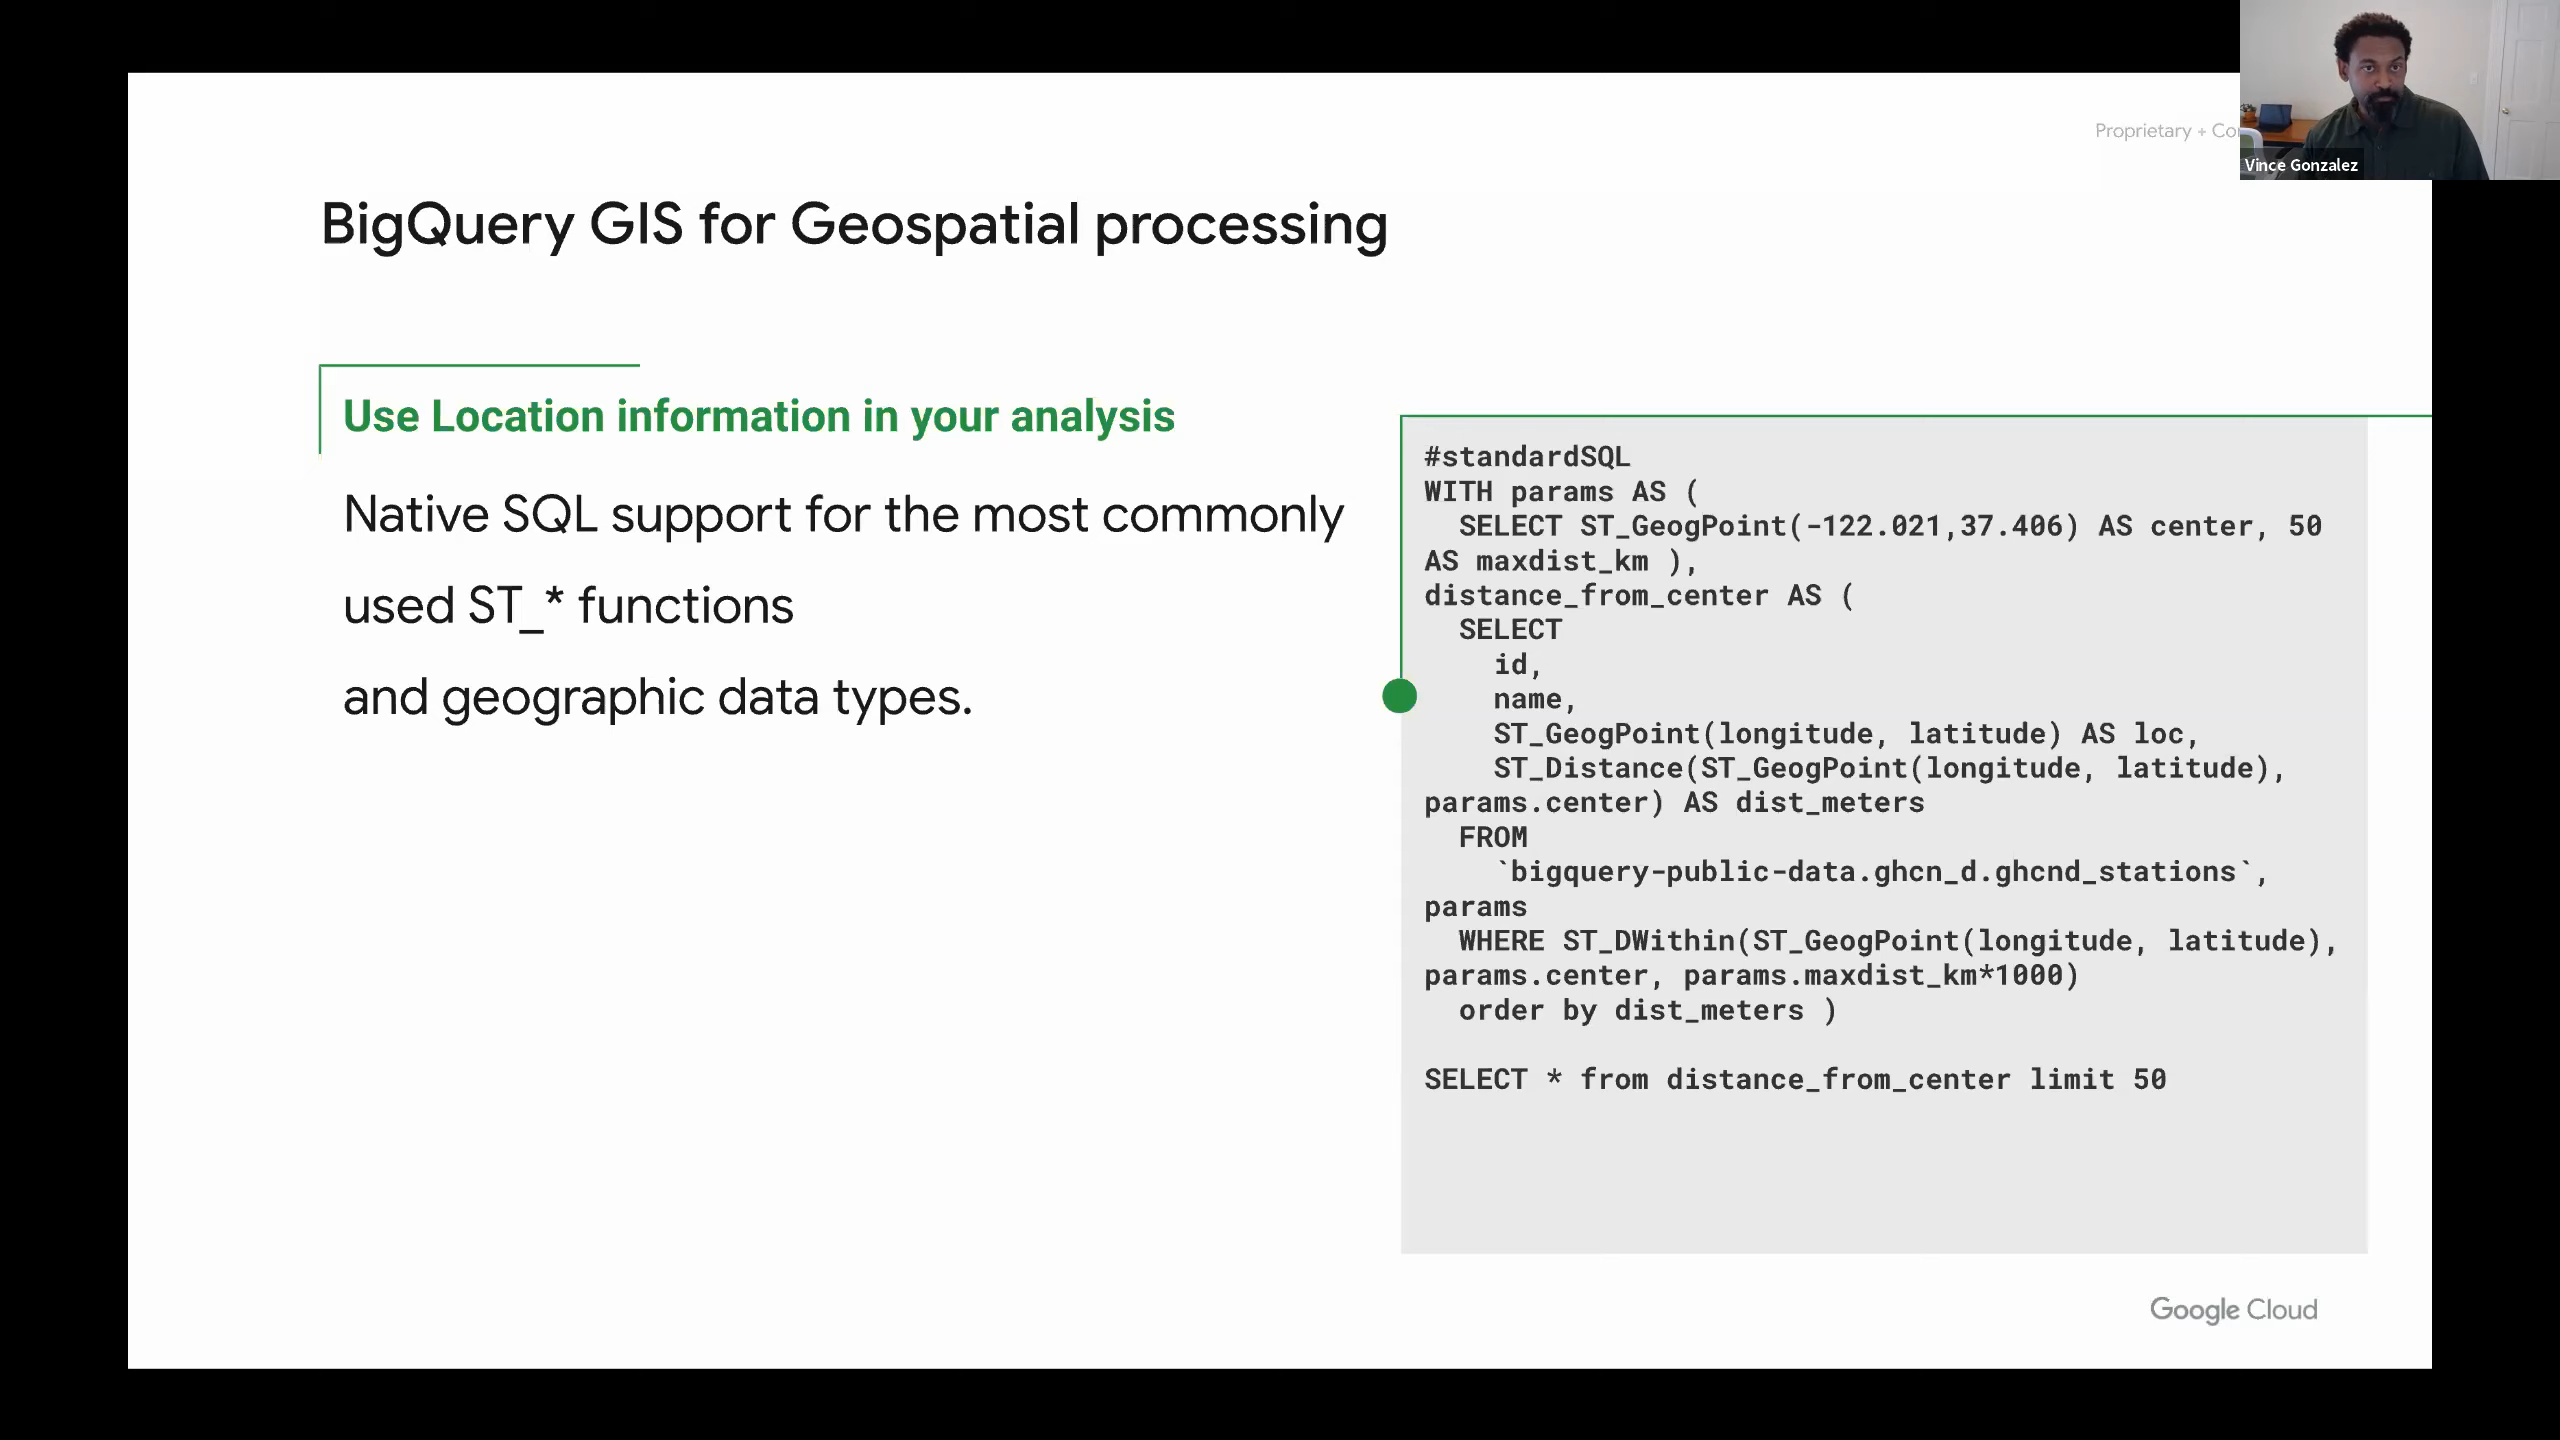 Proprietary +
Vince Gonzalez
BigQuery GIS for Geospatial processing
Use Location information in your analysis
Native SQL support for the most commonly
used ST_* functions
and geographic data types.
#standardSQL
WITH params AS (
  SELECT ST_GeogPoint(-122.021,37.406) AS center, 50
AS maxdist_km ),
distance_from_center AS (
  SELECT
    id,
    name,
    ST_GeogPoint(longitude, latitude) AS loc,
    ST_Distance(ST_GeogPoint(longitude, latitude),
params.center) AS dist_meters
  FROM
    `bigquery-public-data.ghcn_d.ghcnd_stations`,
params
  WHERE ST_DWithin(ST_GeogPoint(longitude, latitude),
params.center, params.maxdist_km*1000)
  order by dist_meters )
SELECT * from distance_from_center limit 50
Google Cloud